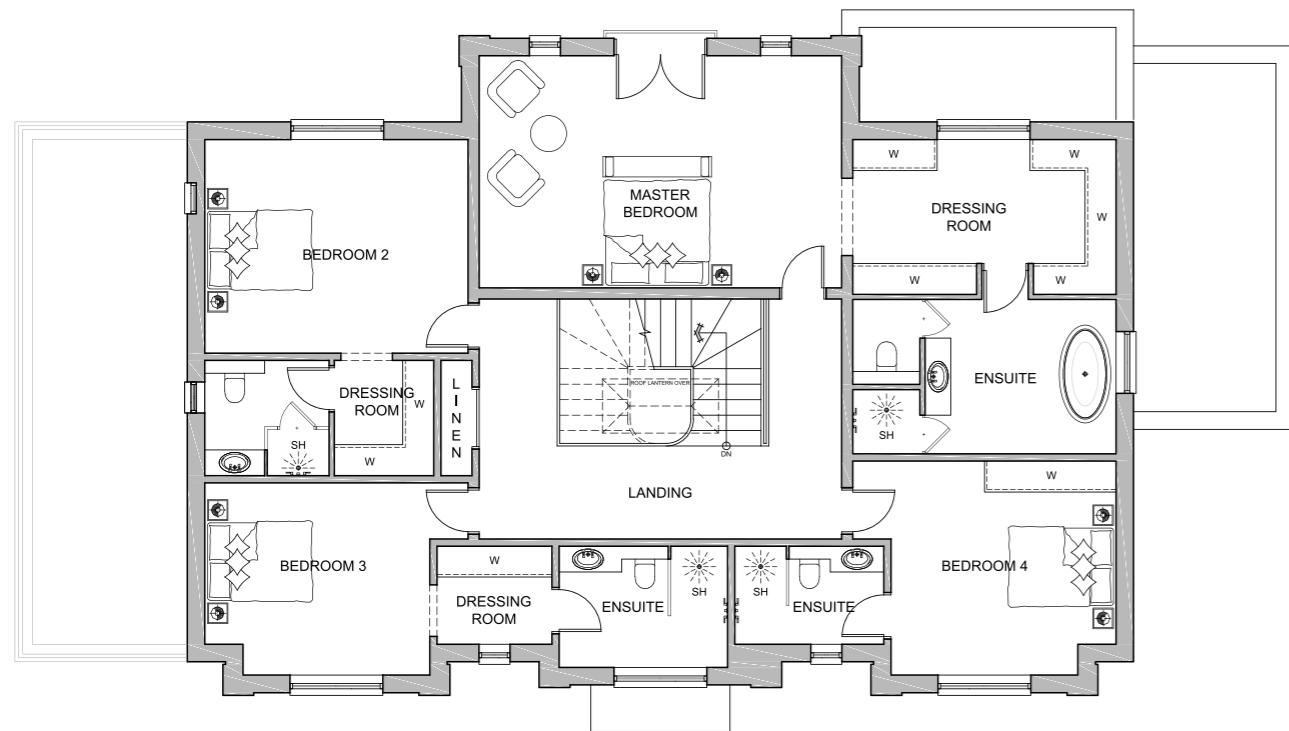 MASTER
BEDROOM
W
W
DRESSING
ROOM
W
W
W
BEDROOM 2
ROOF LANTERN OVER
ENSUITE
DRESSING
ROOM
W
W
LINEN
SH
SH
DN
LANDING
W
BEDROOM 3
W
DRESSING
ROOM
ENSUITE
SH
SH
ENSUITE
BEDROOM 4